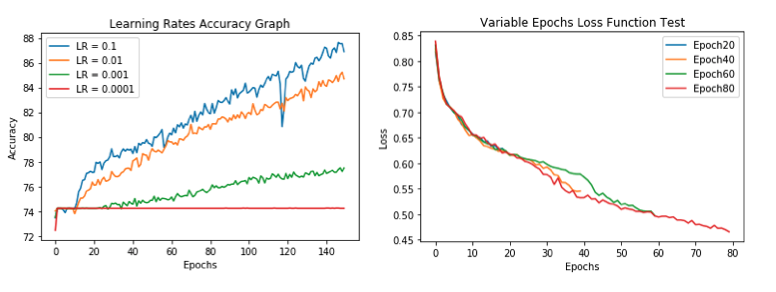 Learning Rates Accuracy Graph
88
86
84
82
80
78
76
74
72
Accuracy
LR = 0.1
LR = 0.01
LR = 0.001
LR = 0.0001
0 20 40 60 80 100 120 140
Epochs
Variable Epochs Loss Function Test
0.85
0.80
0.75
0.70
0.65
0.60
0.55
0.50
0.45
Loss
Epoch20
Epoch40
Epoch60
Epoch80
0 10 20 30 40 50 60 70 80
Epochs